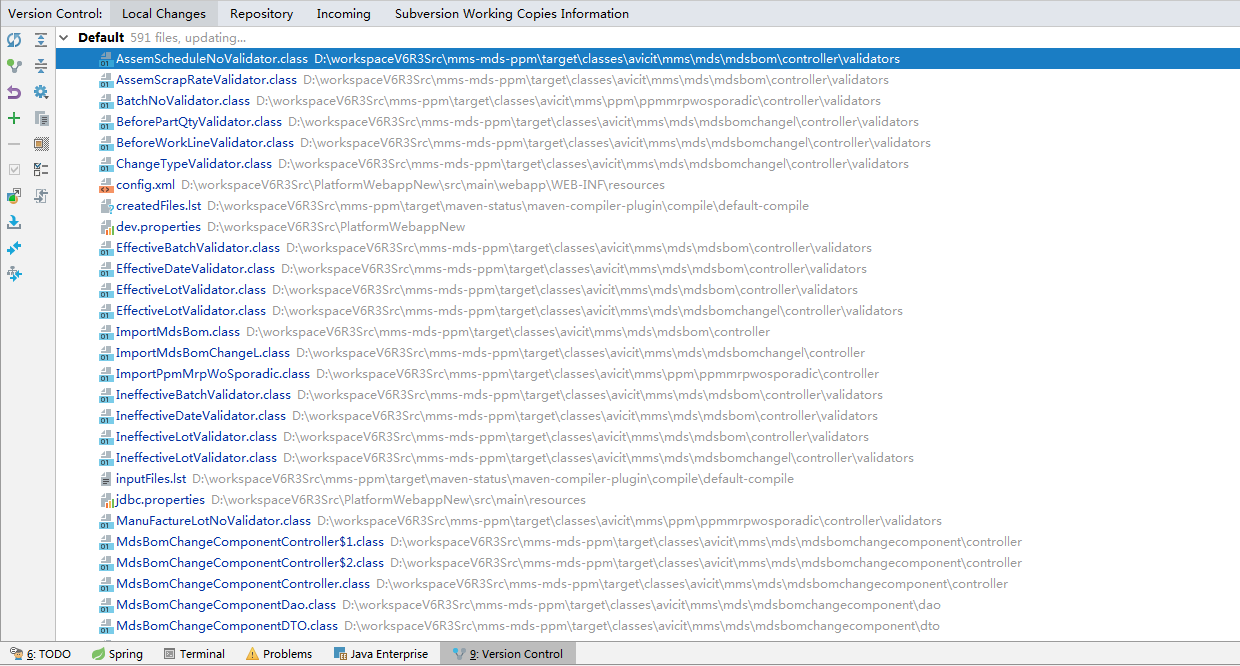 Version Control: Local Changes Repository Incoming Subversion Working Copies Information
Default 591 files, updating...
AssemScheduleNoValidator.class D:\workspaceV6R3Src\mms-mds-ppm\target\classes\avicit\mms\mds\mdsbom\controller\validators
AssemScrapRateValidator.class D:\workspaceV6R3Src\mms-mds-ppm\target\classes\avicit\mms\mds\mdsbom\controller\validators
BatchNoValidator.class D:\workspaceV6R3Src\mms-ppm\target\classes\avicit\mms\ppm\ppmmrpwosporadic\controller\validators
BeforePartQtyValidator.class D:\workspaceV6R3Src\mms-mds-ppm\target\classes\avicit\mms\mds\mdsbomchangel\controller\validators
BeforeWorkLineValidator.class D:\workspaceV6R3Src\mms-mds-ppm\target\classes\avicit\mms\mds\mdsbomchangel\controller\validators
ChangeTypeValidator.class D:\workspaceV6R3Src\mms-mds-ppm\target\classes\avicit\mms\mds\mdsbomchangel\controller\validators
config.xml D:\workspaceV6R3Src\PlatformWebappNew\src\main\webapp\WEB-INF\resources
createdFiles.lst D:\workspaceV6R3Src\mms-ppm\target\maven-status\maven-compiler-plugin\compile\default-compile
dev.properties D:\workspaceV6R3Src\PlatformWebappNew
EffectiveBatchValidator.class D:\workspaceV6R3Src\mms-mds-ppm\target\classes\avicit\mms\mds\mdsbom\controller\validators
EffectiveDateValidator.class D:\workspaceV6R3Src\mms-mds-ppm\target\classes\avicit\mms\mds\mdsbom\controller\validators
EffectiveLotValidator.class D:\workspaceV6R3Src\mms-mds-ppm\target\classes\avicit\mms\mds\mdsbom\controller\validators
EffectiveLotValidator.class D:\workspaceV6R3Src\mms-mds-ppm\target\classes\avicit\mms\mds\mdsbomchangel\controller\validators
ImportMdsBom.class D:\workspaceV6R3Src\mms-mds-ppm\target\classes\avicit\mms\mds\mdsbom\controller
ImportMdsBomChangeL.class D:\workspaceV6R3Src\mms-mds-ppm\target\classes\avicit\mms\mds\mdsbomchangel\controller
ImportPpmMrpWoSporadic.class D:\workspaceV6R3Src\mms-ppm\target\classes\avicit\mms\ppm\ppmmrpwosporadic\controller
IneffectiveBatchValidator.class D:\workspaceV6R3Src\mms-mds-ppm\target\classes\avicit\mms\mds\mdsbom\controller\validators
IneffectiveDateValidator.class D:\workspaceV6R3Src\mms-mds-ppm\target\classes\avicit\mms\mds\mdsbom\controller\validators
IneffectiveLotValidator.class D:\workspaceV6R3Src\mms-mds-ppm\target\classes\avicit\mms\mds\mdsbom\controller\validators
IneffectiveLotValidator.class D:\workspaceV6R3Src\mms-mds-ppm\target\classes\avicit\mms\mds\mdsbomchangel\controller\validators
inputFiles.lst D:\workspaceV6R3Src\mms-ppm\target\maven-status\maven-compiler-plugin\compile\default-compile
jdbc.properties D:\workspaceV6R3Src\PlatformWebappNew\src\main\resources
ManuFactureLotNoValidator.class D:\workspaceV6R3Src\mms-ppm\target\classes\avicit\mms\ppm\ppmmrpwosporadic\controller\validators
MdsBomChangeComponentController$1.class D:\workspaceV6R3Src\mms-mds-ppm\target\classes\avicit\mms\mds\mdsbomchangecomponent\controller
MdsBomChangeComponentController$2.class D:\workspaceV6R3Src\mms-mds-ppm\target\classes\avicit\mms\mds\mdsbomchangecomponent\controller
MdsBomChangeComponentController.class D:\workspaceV6R3Src\mms-mds-ppm\target\classes\avicit\mms\mds\mdsbomchangecomponent\controller
MdsBomChangeComponentDao.class D:\workspaceV6R3Src\mms-mds-ppm\target\classes\avicit\mms\mds\mdsbomchangecomponent\dao
MdsBomChangeComponentDTO.class D:\workspaceV6R3Src\mms-mds-ppm\target\classes\avicit\mms\mds\mdsbomchangecomponent\dto
6: TODO Spring Terminal Problems Java Enterprise 9: Version Control